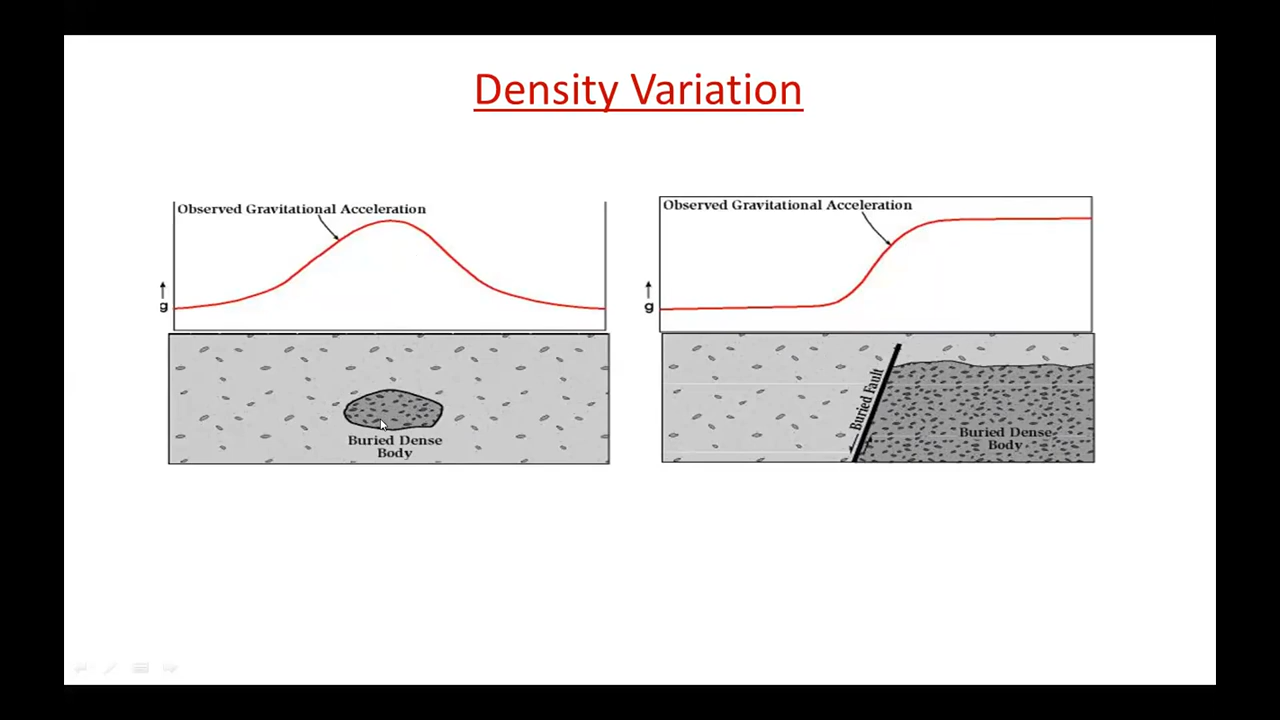 Density Variation
Observed Gravitational Acceleration
g
Buried Dense
Body
Observed Gravitational Acceleration
g
Buried Fault
Buried Dense
Body